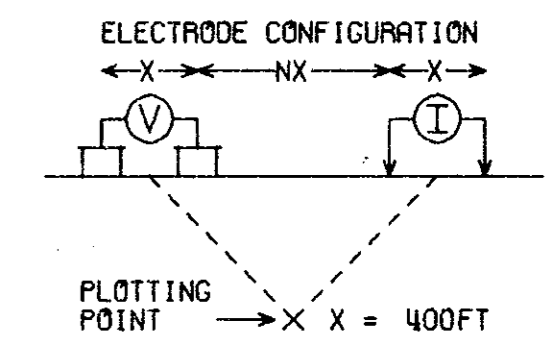 ELECTRODE CONFIGURATION
X NX X
V I
PLOTTING
POINT X X = 400FT